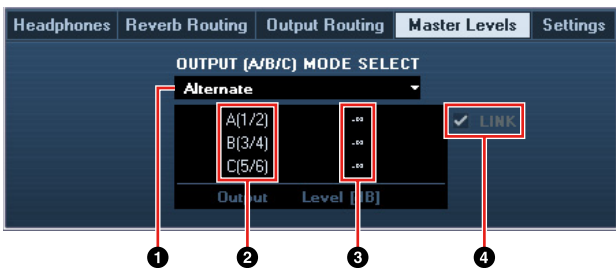 Headphones Reverb Routing Output Routing Master Levels Settings
OUTPUT (A/B/C) MODE SELECT
Alternate
A(1/2) -∞ LINK
B(3/4) -∞
C(5/6) -∞
Output Level [dB]
1 2 3 4